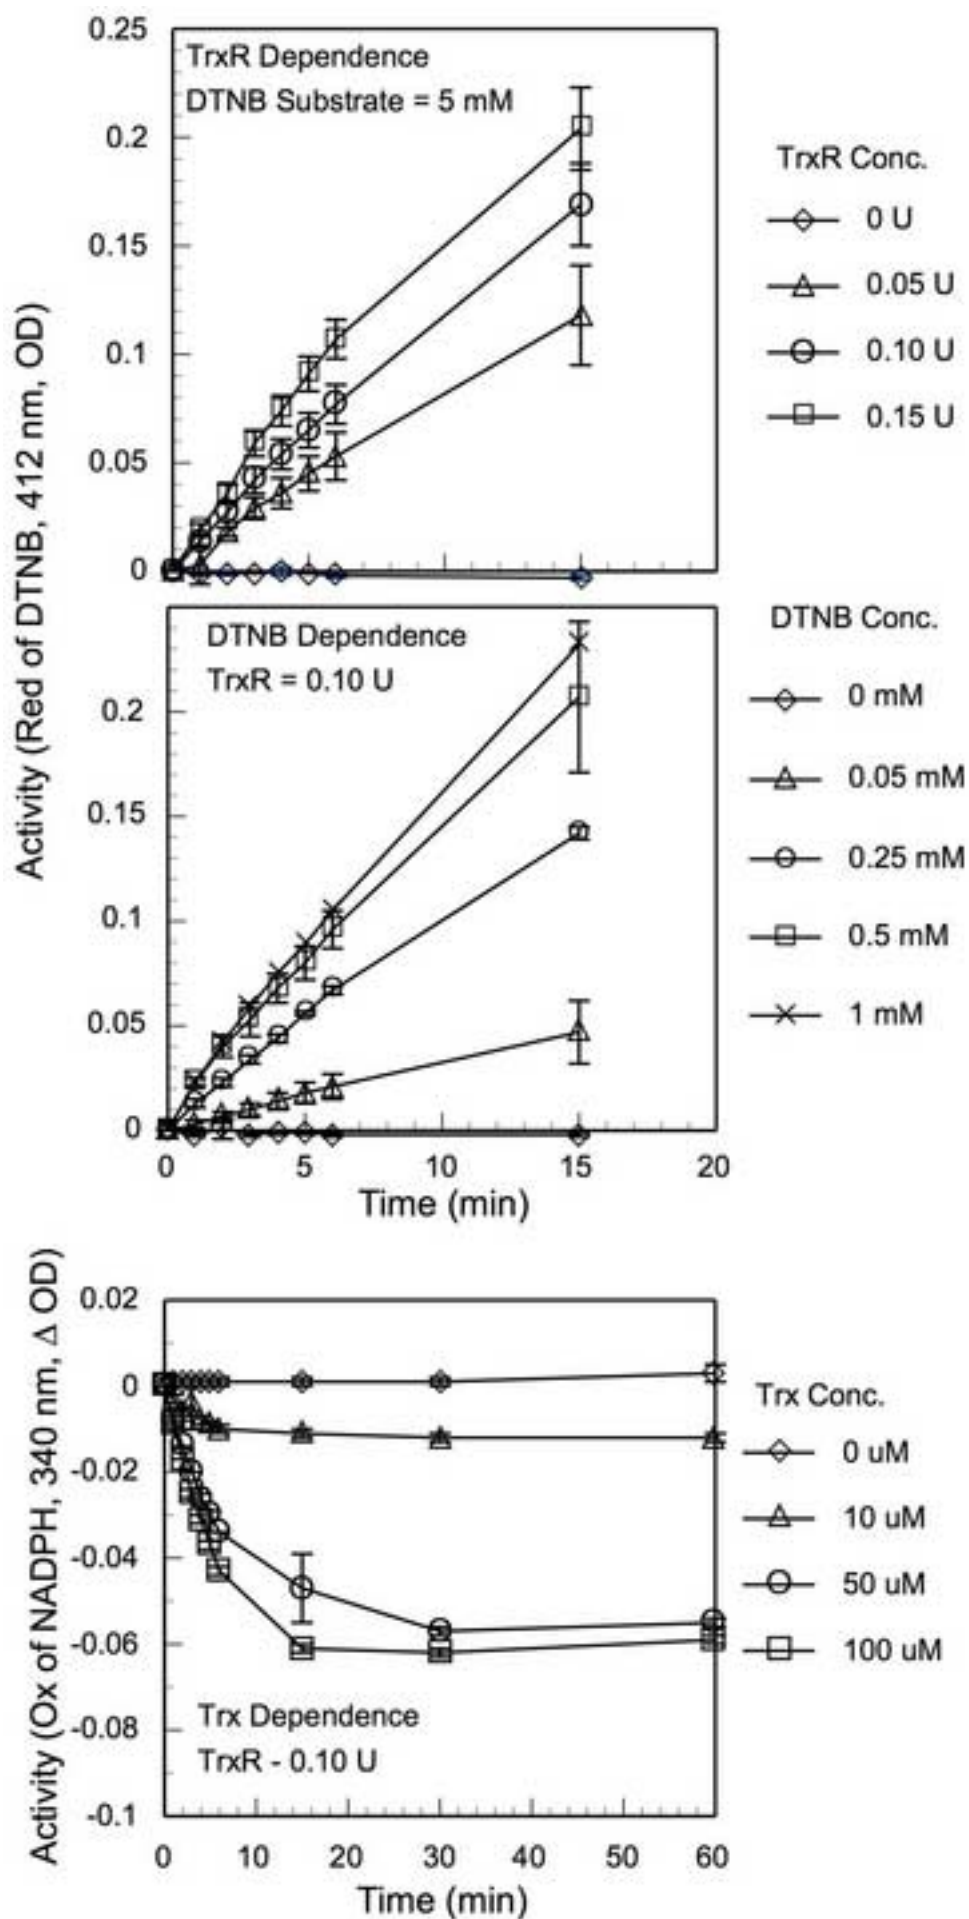 Activity (Red of DTNB, 412 nm, OD)
0.25
0.2
0.15
0.1
0.05
0
TrxR Dependence
DTNB Substrate = 5 mM
TrxR Conc.
0 U
0.05 U
0.10 U
0.15 U
DTNB Dependence
TrxR = 0.10 U
0.2
0.15
0.1
0.05
0
0 5 10 15 20
Time (min)
DTNB Conc.
0 mM
0.05 mM
0.25 mM
0.5 mM
1 mM
Activity (Ox of NADPH, 340 nm, Δ OD)
0.02
0
-0.02
-0.04
-0.06
-0.08
-0.1
Trx Dependence
TrxR - 0.10 U
0 10 20 30 40 50 60
Time (min)
Trx Conc.
0 uM
10 uM
50 uM
100 uM